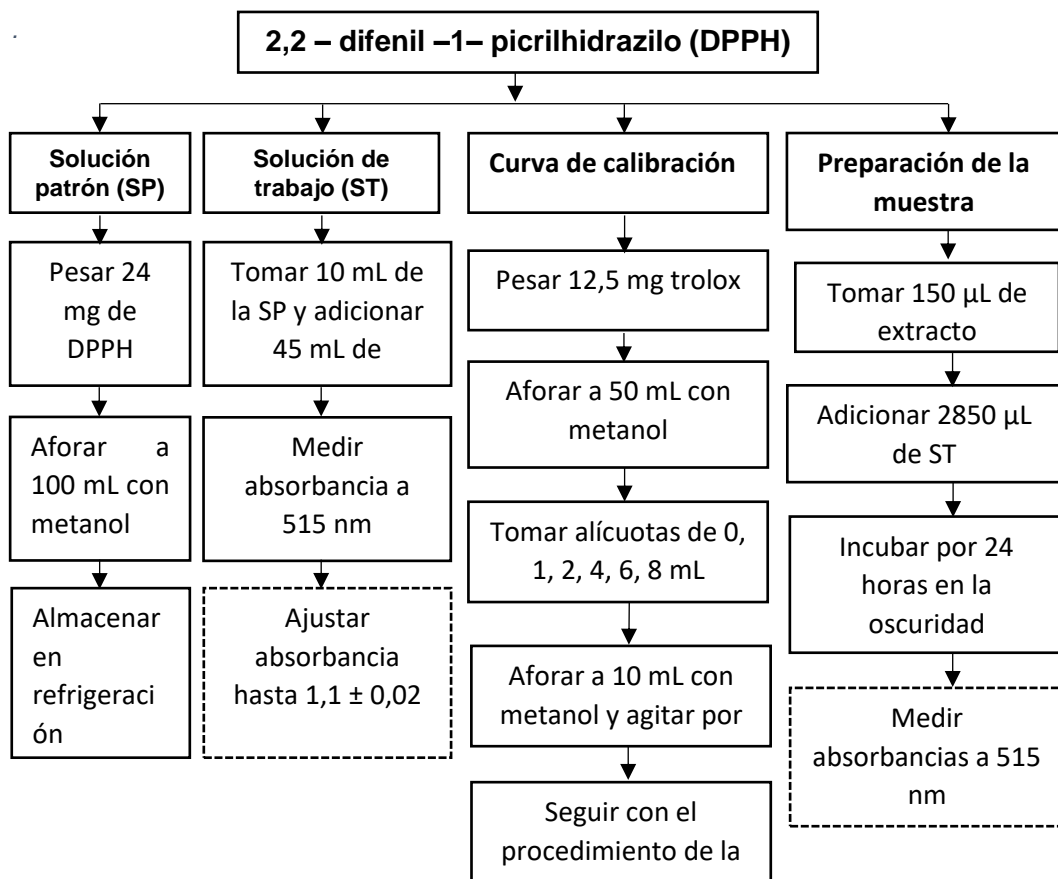 .
2,2 – difenil –1– picrilhidrazilo (DPPH)
Solución
patrón (SP)
Pesar 24
mg de
DPPH
Aforar a
100 mL con
metanol
Almacenar
en
refrigeraci
ón
Solución de
trabajo (ST)
Tomar 10 mL de
la SP y adicionar
45 mL de
Medir
absorbancia a
515 nm
Ajustar
absorbancia
hasta 1,1 ± 0,02
Curva de calibración
Pesar 12,5 mg trolox
Aforar a 50 mL con
metanol
Tomar alícuotas de 0,
1, 2, 4, 6, 8 mL
Aforar a 10 mL con
metanol y agitar por
Seguir con el
procedimiento de la
Preparación de la
muestra
Tomar 150 µL de
extracto
Adicionar 2850 µL
de ST
Incubar por 24
horas en la
oscuridad
Medir
absorbancias a 515
nm